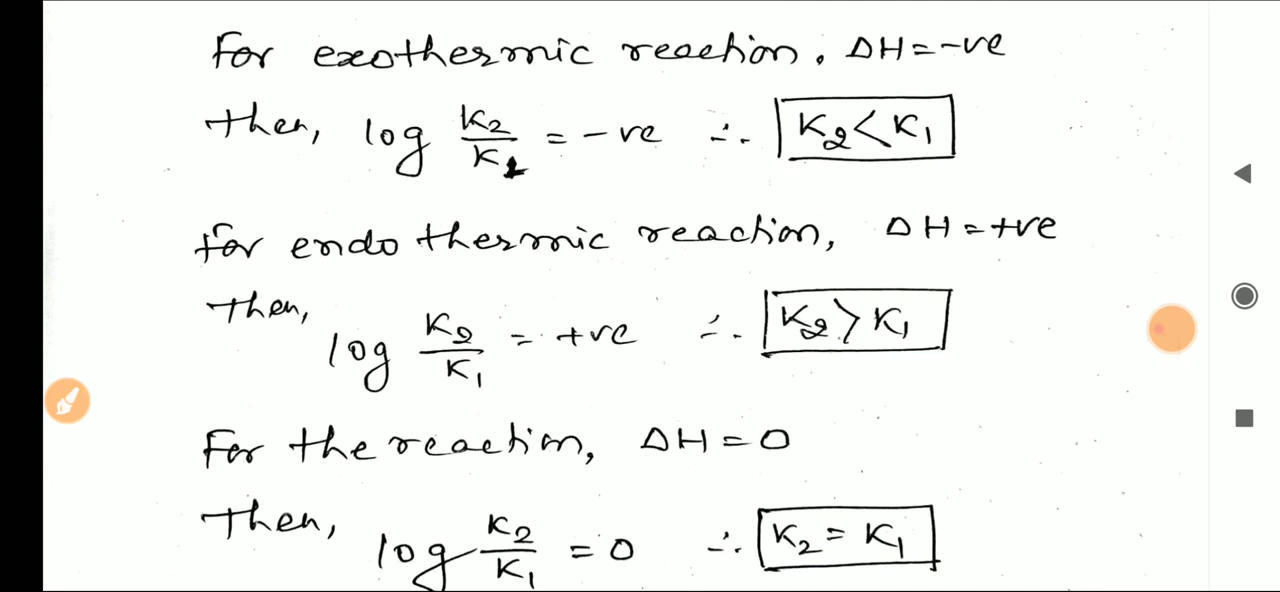 For exothermic reaction. ΔH = -ve
then, log K2/K1 = -ve ∴ K2 < K1
for endothermic reaction, ΔH = +ve
Then, log K2/K1 = +ve ∴ K2 > K1
For the reaction, ΔH = 0
Then, log K2/K1 = 0 ∴ K2 = K1